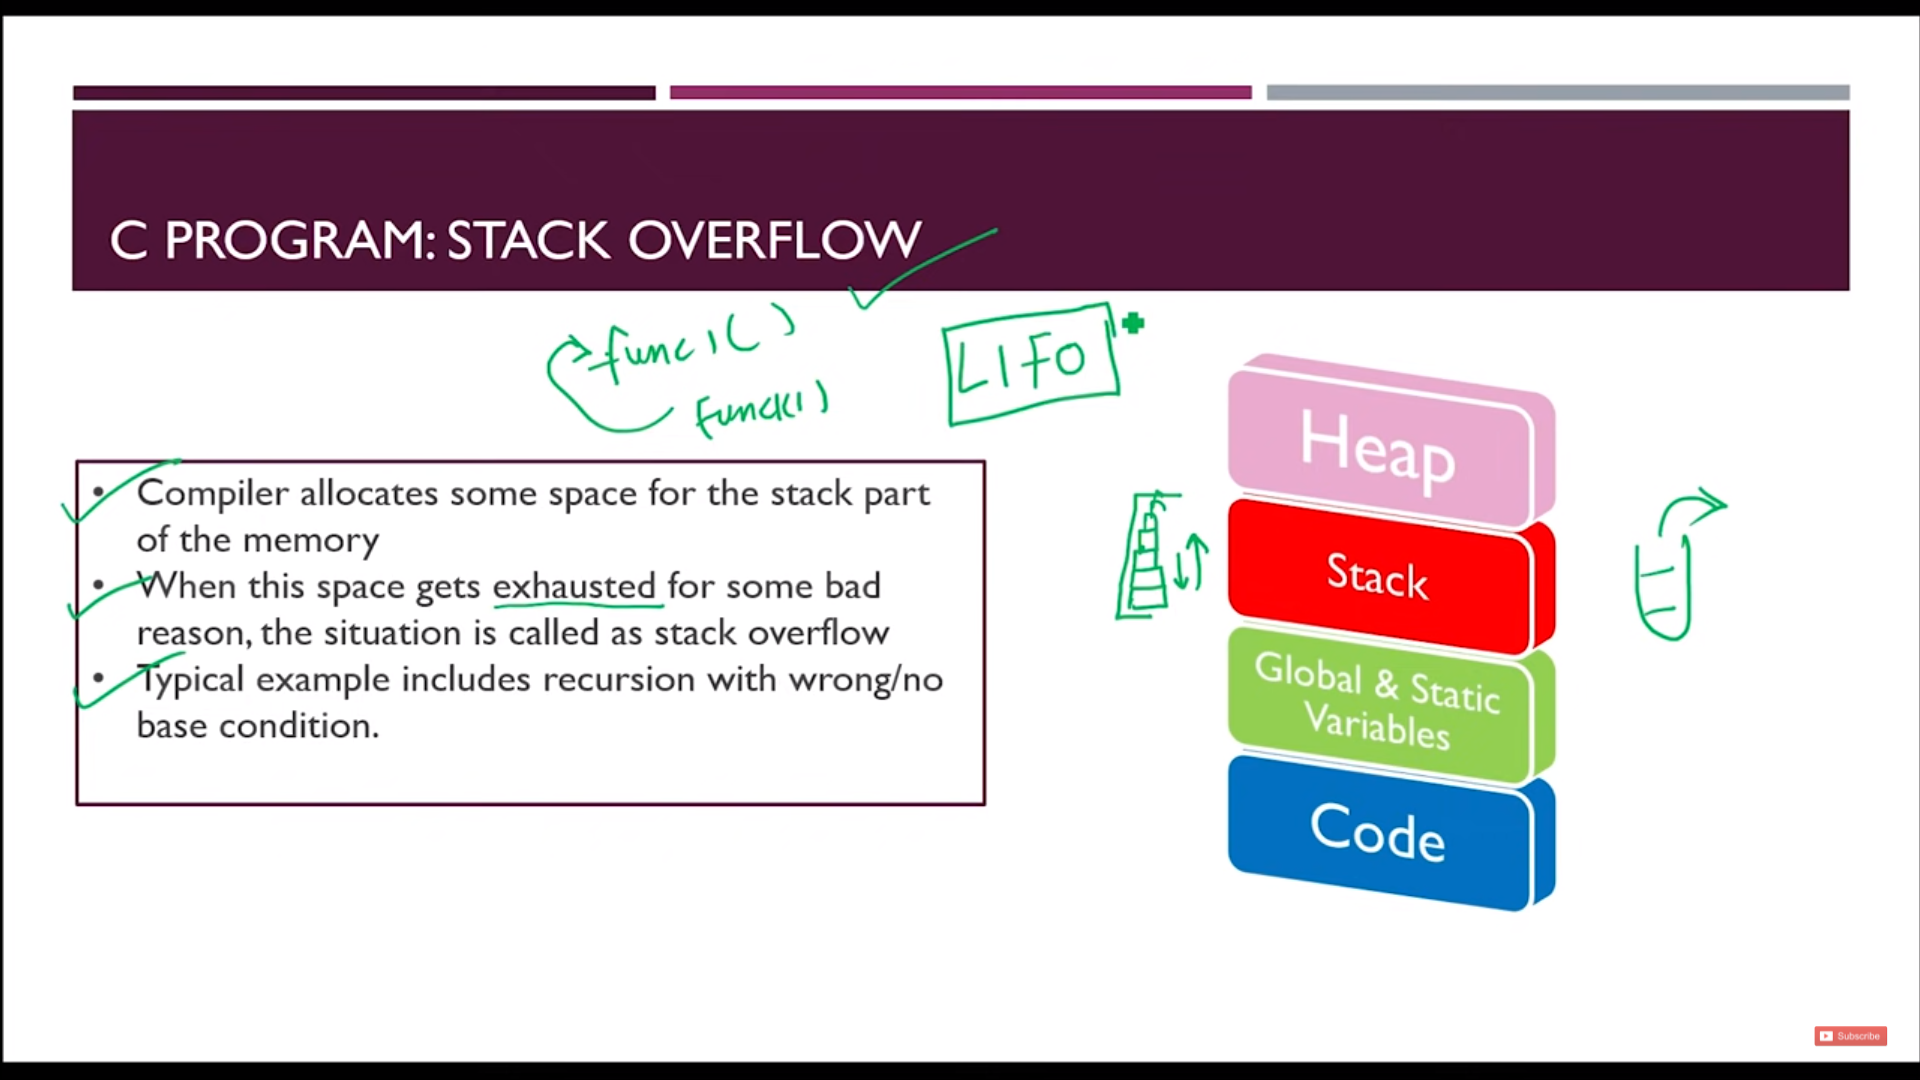 C PROGRAM: STACK OVERFLOW
func1( )
func1( )
LIFO
• Compiler allocates some space for the stack part
of the memory
• When this space gets exhausted for some bad
reason, the situation is called as stack overflow
• Typical example includes recursion with wrong/no
base condition.
Heap
Stack
Global & Static
Variables
Code
Subscribe